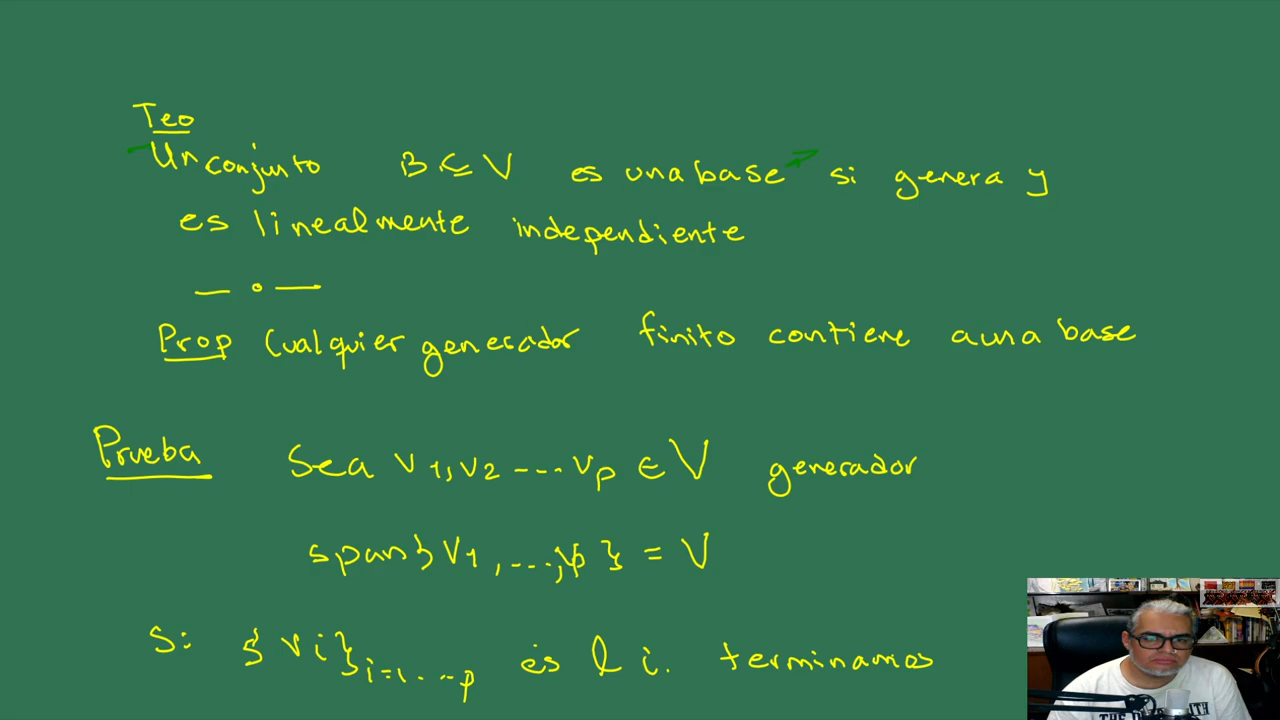 Teo
Un conjunto B ⊆ V es una base si genera y
es linealmente independiente
Prop Cualquier generador finito contiene a una base
Prueba Sea v1, v2 ... vp ∈ V generador
span{v1, ..., vp} = V
Si {vi}i=1...p es l i. terminamos